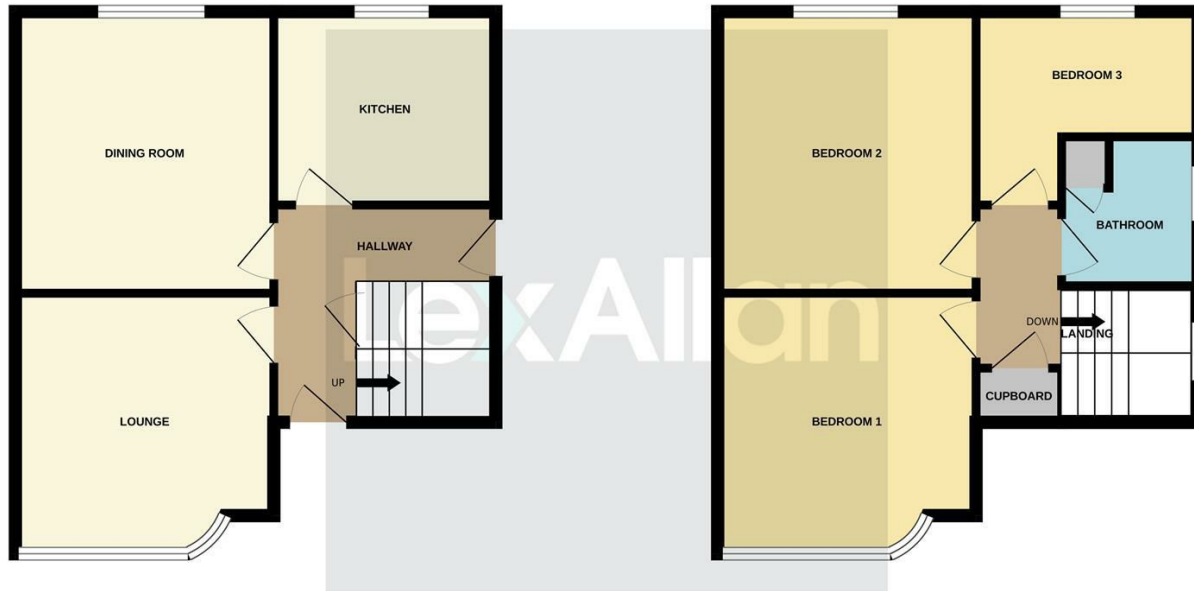 DINING ROOM
KITCHEN
HALLWAY
LOUNGE
UP
BEDROOM 2
BEDROOM 3
BATHROOM
DOWN
LANDING
CUPBOARD
BEDROOM 1
LexAllan